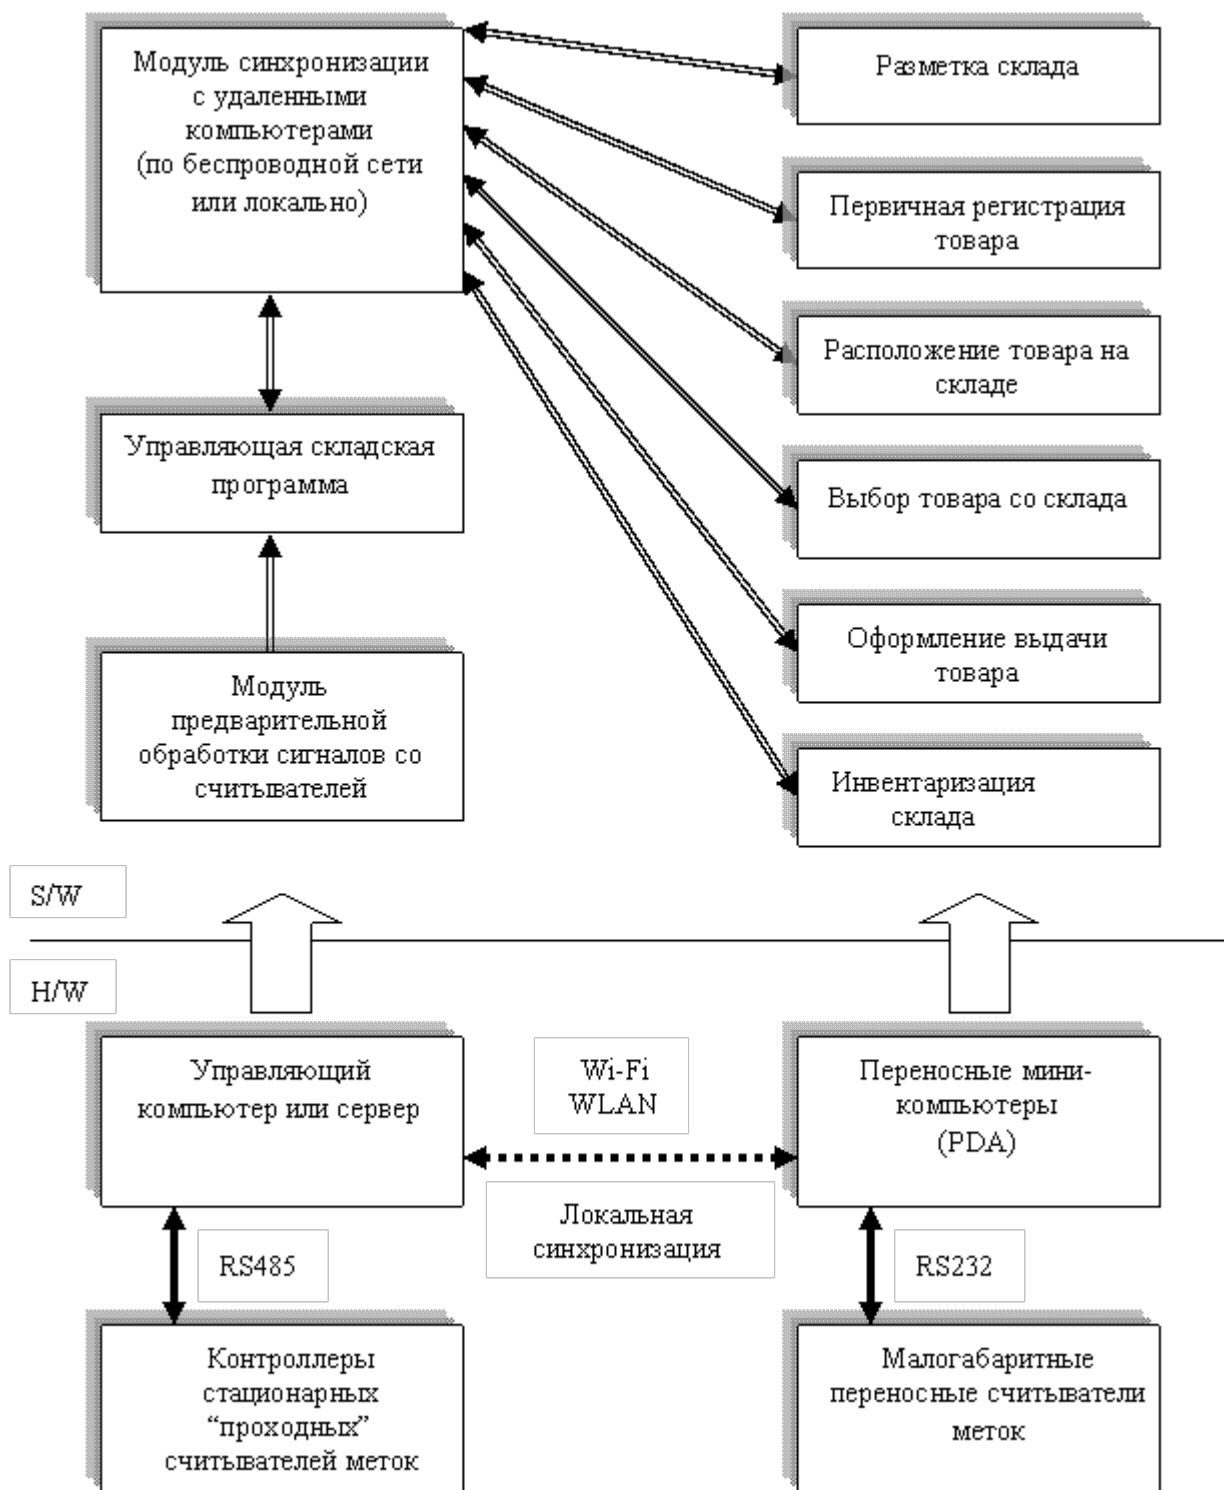 Модуль синхронизации
с удаленными
компьютерами
(по беспроводной сети
или локально)
Управляющая складская
программа
Модуль
предварительной
обработки сигналов со
считывателей
Разметка склада
Первичная регистрация
товара
Расположение товара на
складе
Выбор товара со склада
Оформление выдачи
товара
Инвентаризация
склада
S/W
H/W
Управляющий
компьютер или сервер
Wi-Fi
WLAN
Локальная
синхронизация
Переносные мини-
компьютеры
(PDA)
RS485
RS232
Контроллеры
стационарных
“проходных”
считывателей меток
Малогабаритные
переносные считыватели
меток